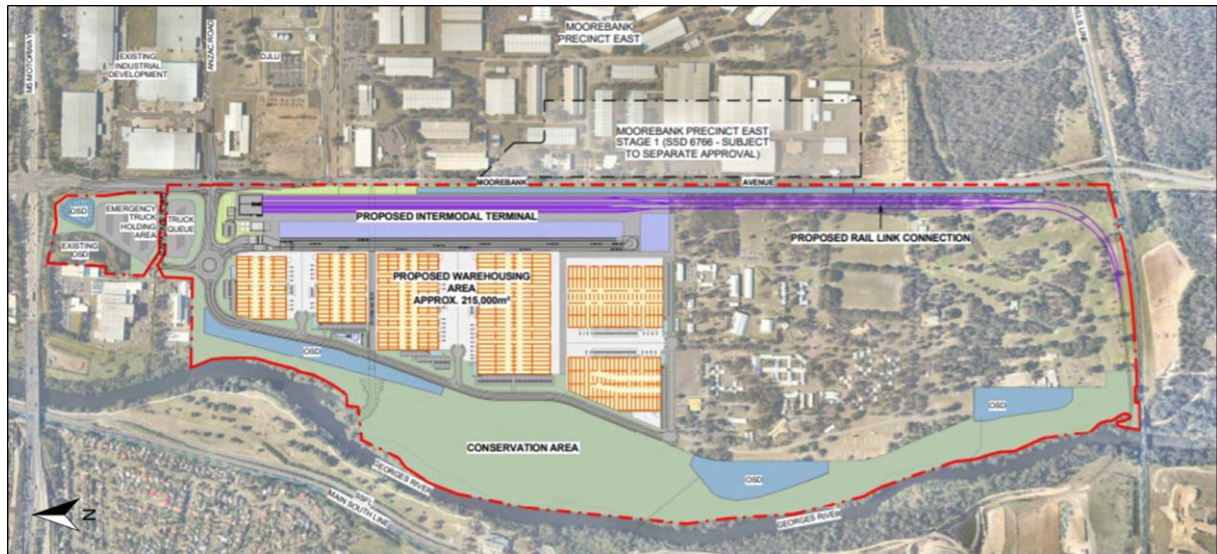 MOOREBANK
PRECINCT EAST
M5 MOTORWAY
EXISTING
INDUSTRIAL
DEVELOPMENT
ANZAC ROAD
DJLU
MOOREBANK PRECINCT EAST
STAGE 1 (SSD 6766 - SUBJECT
TO SEPARATE APPROVAL)
MOOREBANK
AVENUE
OSD
EMERGENCY
TRUCK
HOLDING
AREA
TRUCK
QUEUE
EXISTING
OSD
PROPOSED INTERMODAL TERMINAL
PROPOSED RAIL LINK CONNECTION
PROPOSED WAREHOUSING
AREA
APPROX. 215,000m²
OSD
OSD
CONSERVATION AREA
OSD
GEORGES RIVER
SSFL
MAIN SOUTH LINE
GEORGES RIVER
N